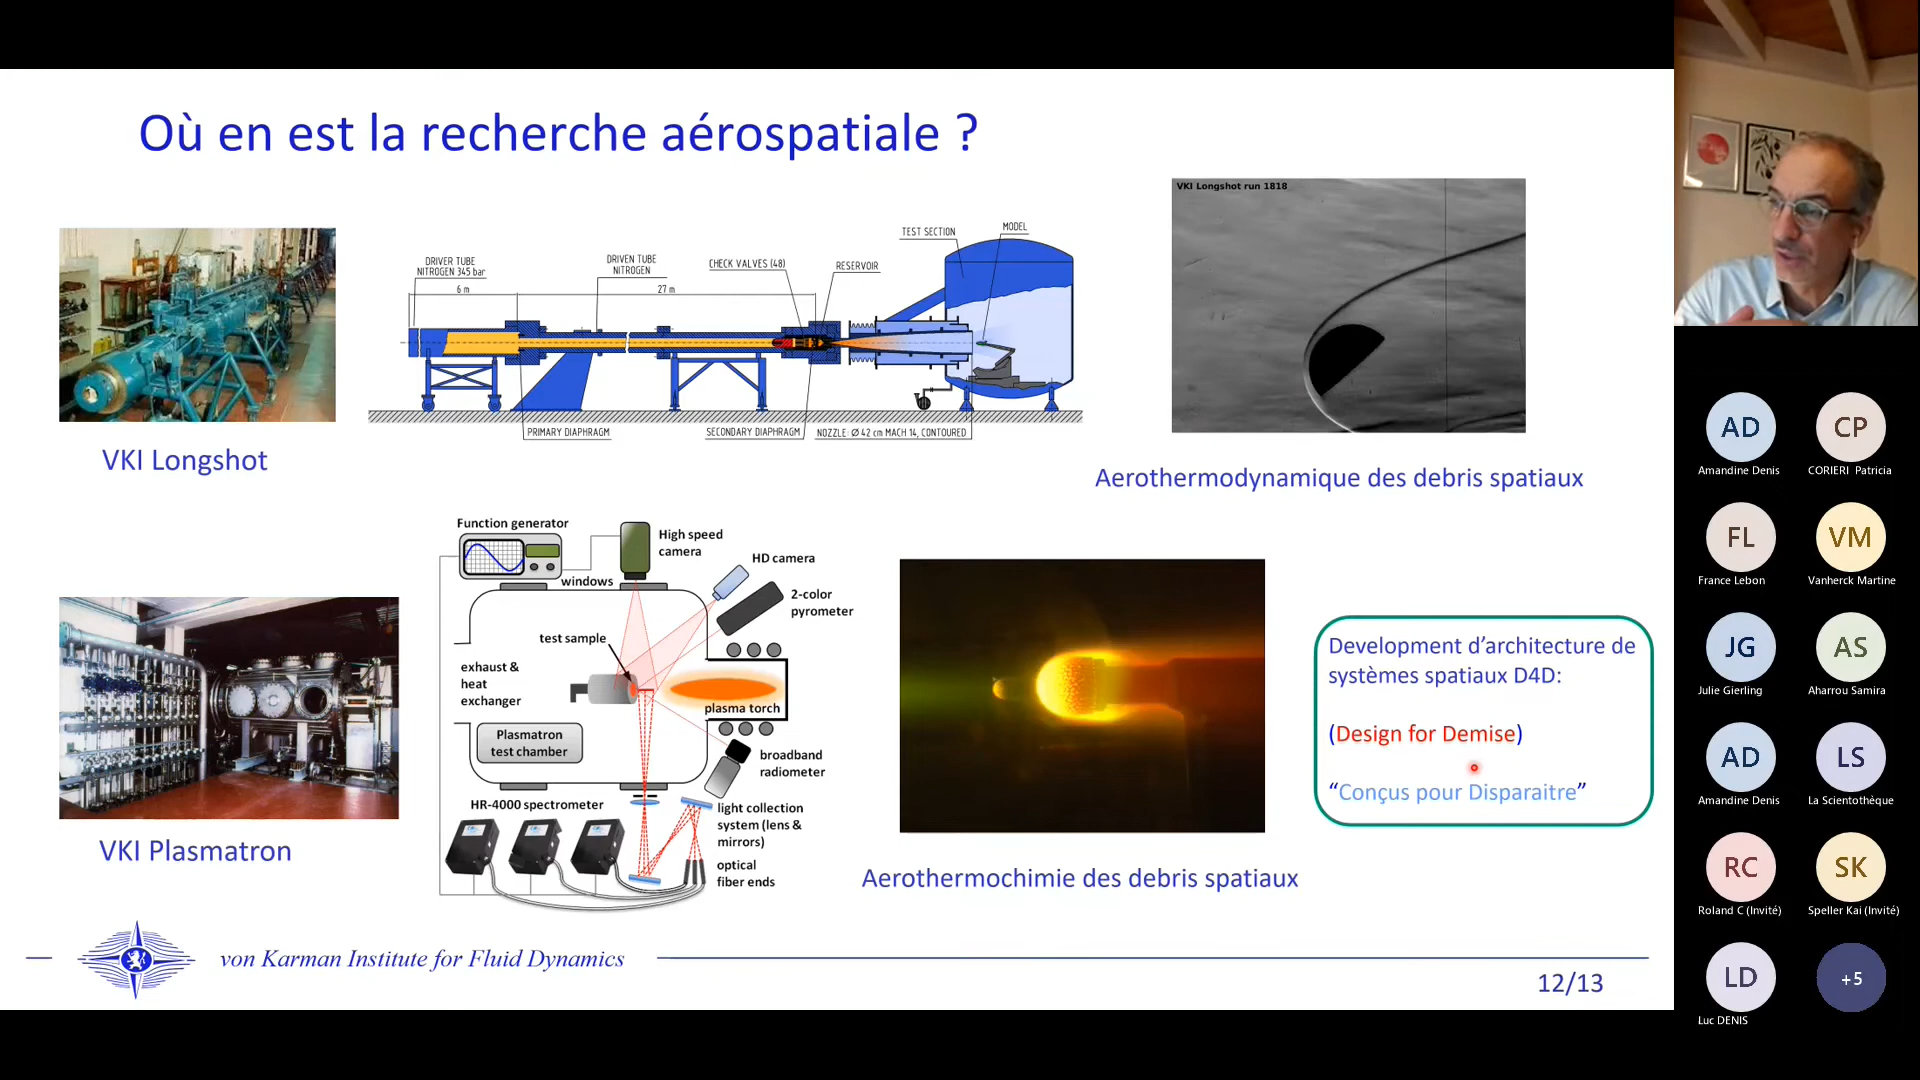 Où en est la recherche aérospatiale ?
DRIVER TUBE
NITROGEN 345 bar
6 m
DRIVEN TUBE
NITROGEN
27 m
CHECK VALVES (48)
RESERVOIR
TEST SECTION
MODEL
PRIMARY DIAPHRAGM
SECONDARY DIAPHRAGM
NOZZLE: Ø 42 cm MACH 14, CONTOURED
VKI Longshot
VKI Longshot run 1818
Aerothermodynamique des debris spatiaux
Function generator
High speed
camera
HD camera
windows
2-color
pyrometer
test sample
exhaust &
heat
exchanger
plasma torch
Plasmatron
test chamber
broadband
radiometer
HR-4000 spectrometer
light collection
system (lens &
mirrors)
optical
fiber ends
VKI Plasmatron
Aerothermochimie des debris spatiaux
Development d’architecture de
systèmes spatiaux D4D:
(Design for Demise)
“Conçus pour Disparaitre”
von Karman Institute for Fluid Dynamics
12/13
AD
Amandine Denis
CP
CORIERI Patricia
FL
France Lebon
VM
Vanherck Martine
JG
Julie Gierling
AS
Aharrou Samira
AD
Amandine Denis
LS
La Scientothèque
RC
Roland C (Invité)
SK
Speller Kai (Invité)
LD
Luc DENIS
+5